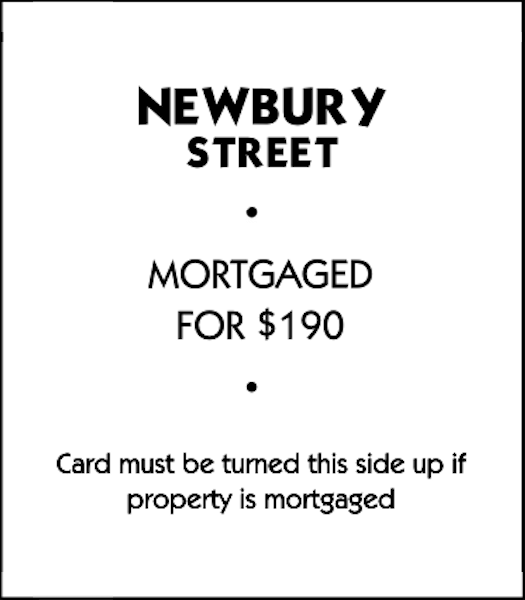 NEWBURY
STREET
•
MORTGAGED
FOR $190
•
Card must be turned this side up if
property is mortgaged